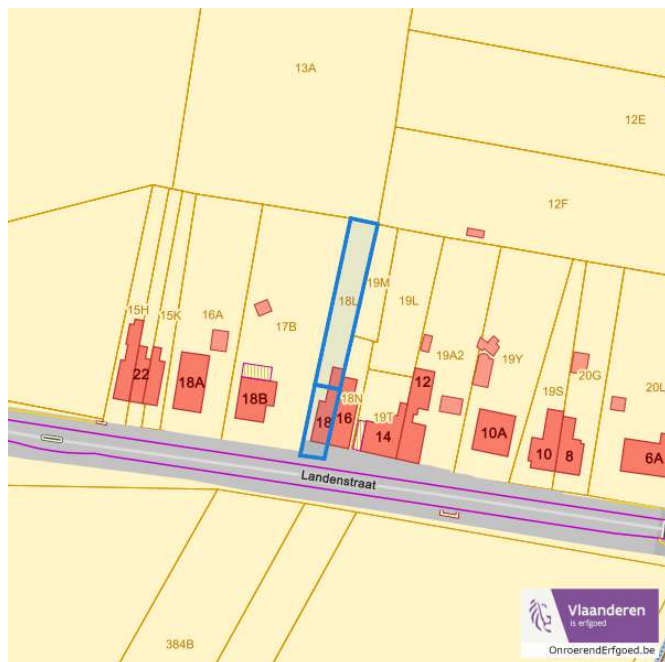 13A
12E
12F
19M
18L
19L
15H
15K
16A
17B
19A2
19Y
20G
20L
19S
12
22
18A
18B
18
16
18N
19T
14
10A
10
8
6A
Landenstraat
384B
Vlaanderen
is erfgoed
OnroerendErfgoed.be